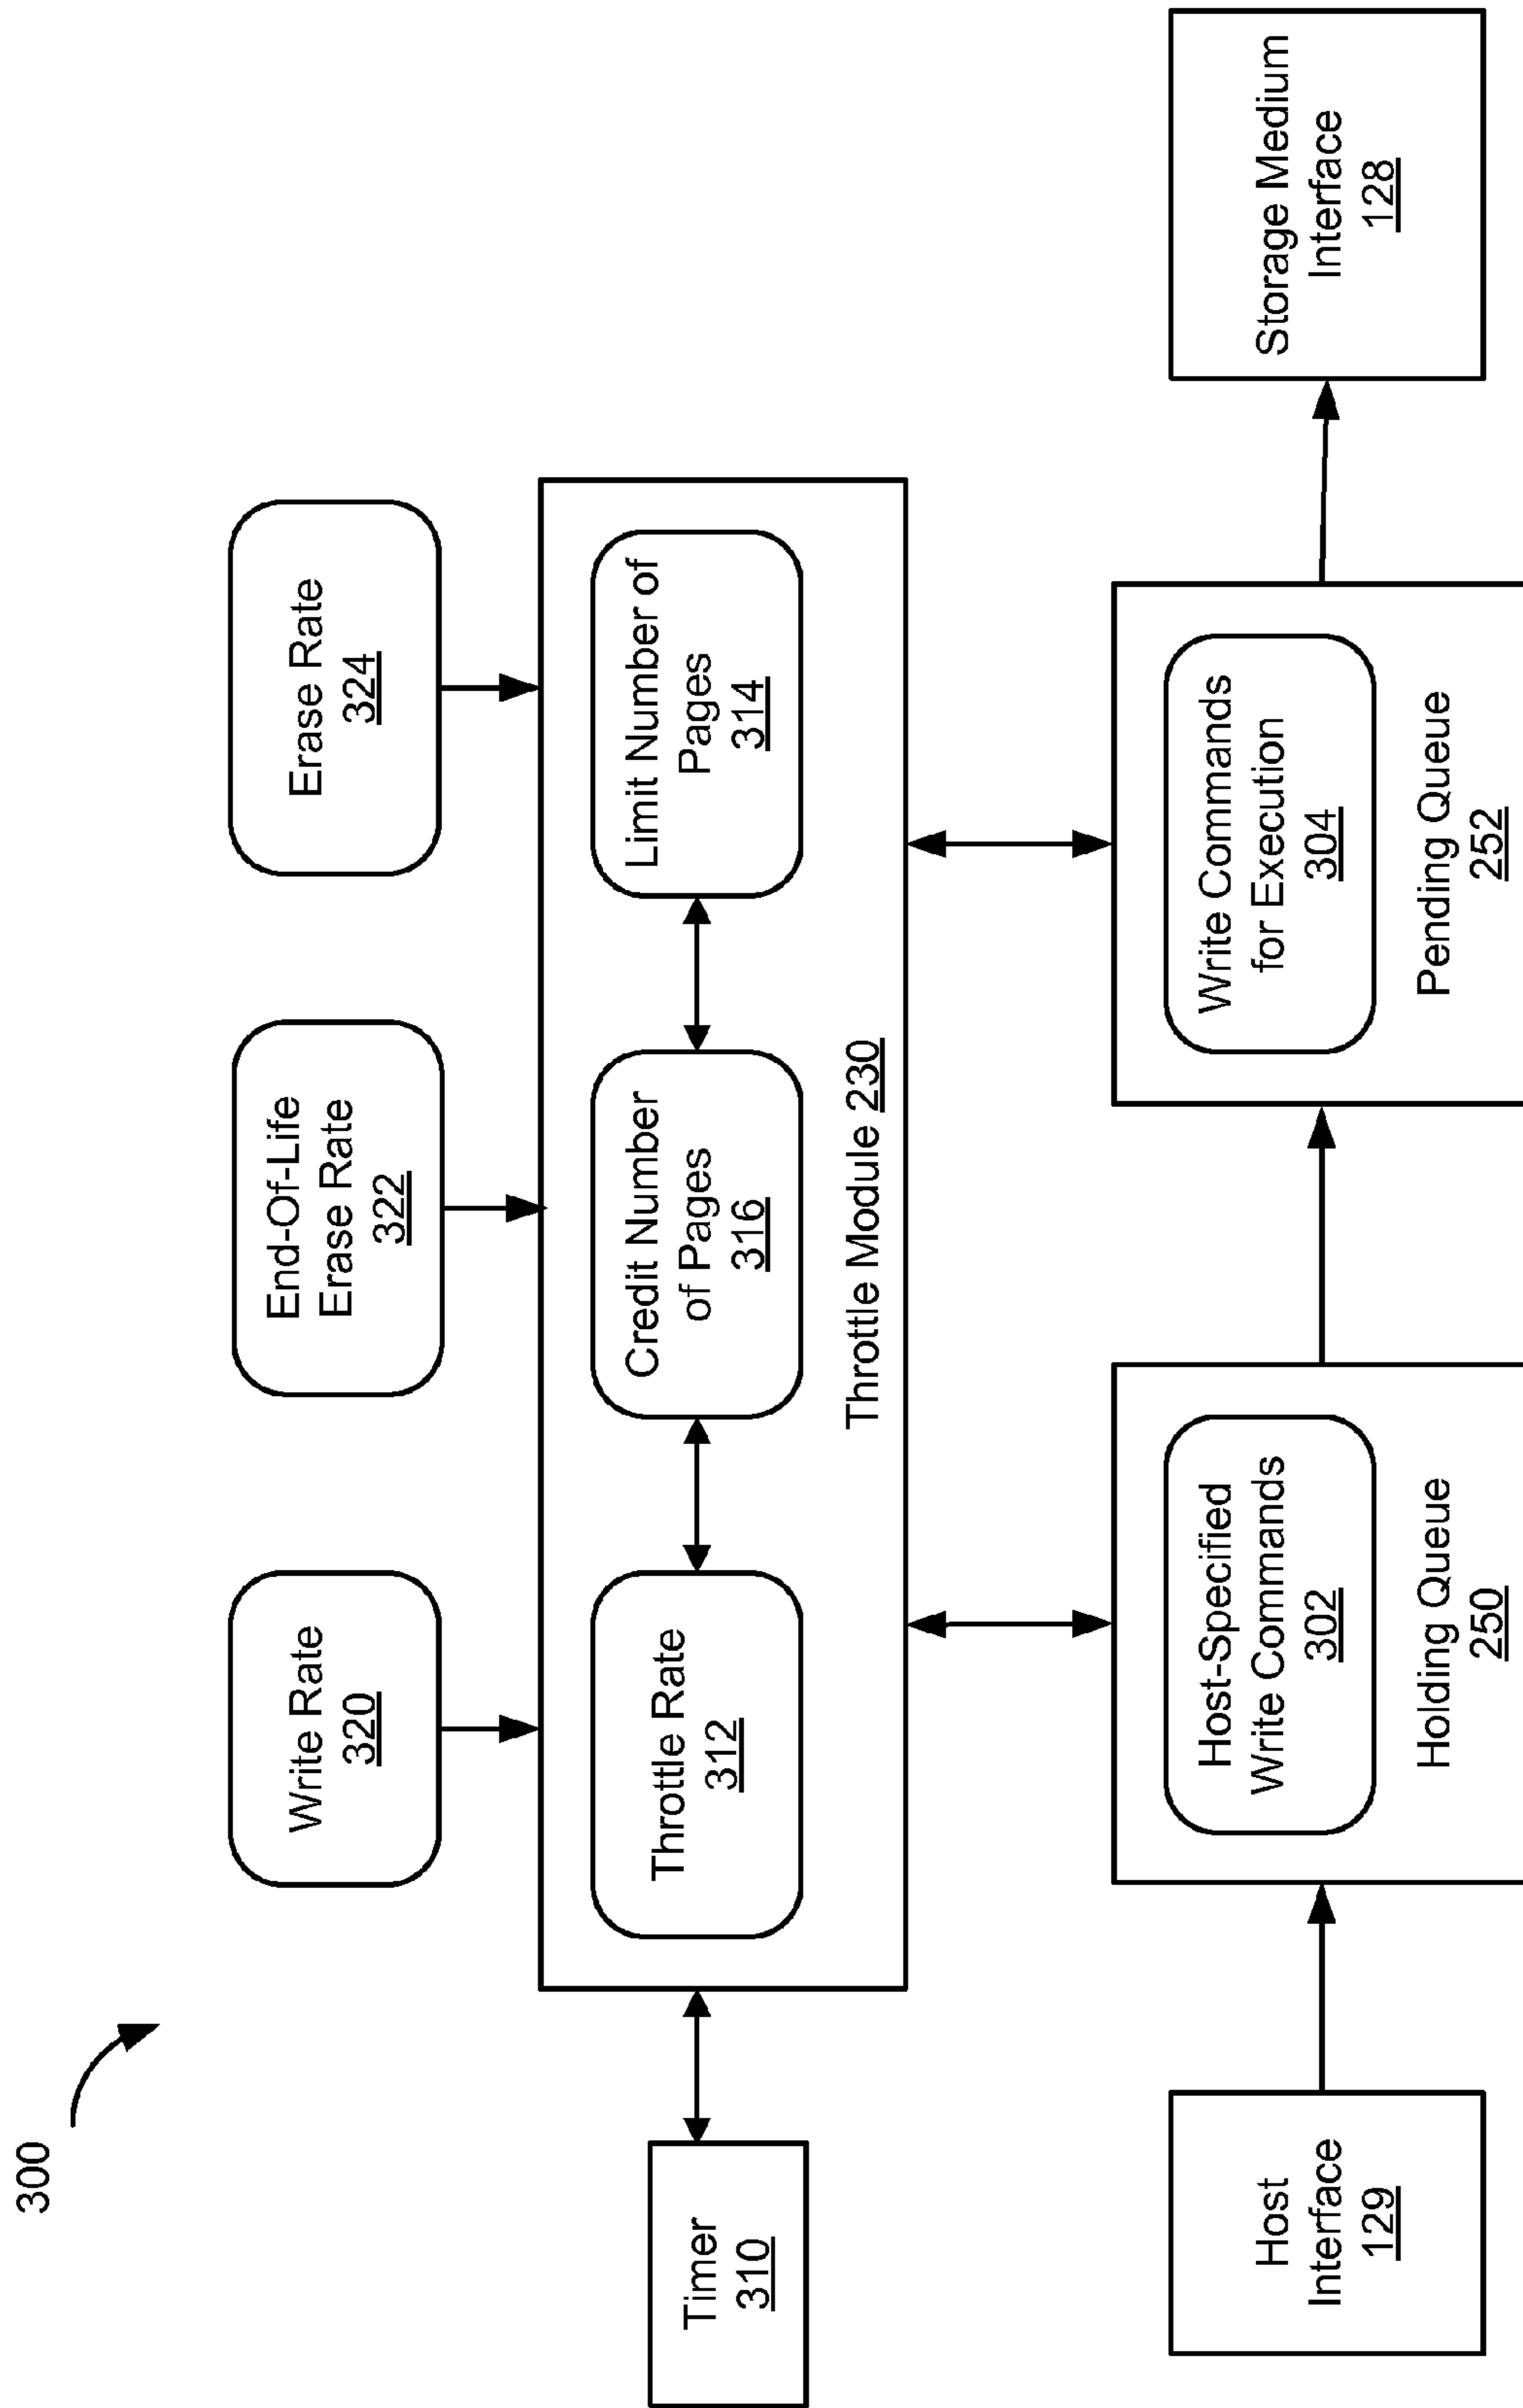 300
Write Rate
320
End-Of-Life
Erase Rate
322
Erase Rate
324
Timer
310
Throttle Rate
312
Credit Number
of Pages
316
Limit Number of
Pages
314
Throttle Module 230
Host
Interface
129
Host-Specified
Write Commands
302
Holding Queue
250
Write Commands
for Execution
304
Pending Queue
252
Storage Medium
Interface
128